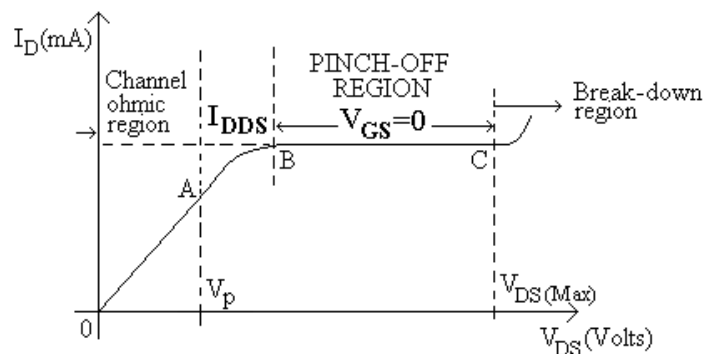 I_D(mA)
PINCH-OFF
REGION
Channel
ohmic
region
I_DDS
V_GS=0
Break-down
region
A
B
C
V_p
V_DS(Max)
0
V_DS(Volts)